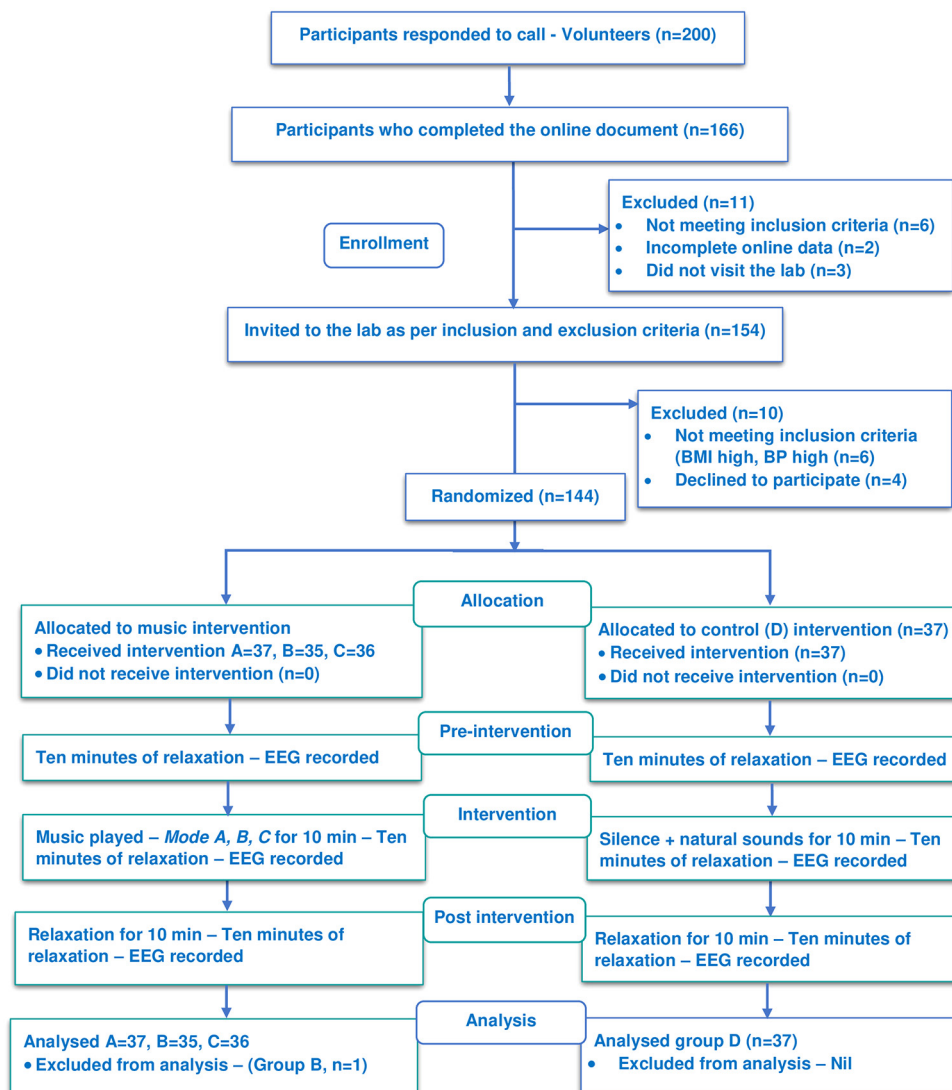 Participants responded to call - Volunteers (n=200)
Participants who completed the online document (n=166)
Excluded (n=11)
• Not meeting inclusion criteria (n=6)
• Incomplete online data (n=2)
• Did not visit the lab (n=3)
Enrollment
Invited to the lab as per inclusion and exclusion criteria (n=154)
Excluded (n=10)
• Not meeting inclusion criteria
(BMI high, BP high (n=6)
• Declined to participate (n=4)
Randomized (n=144)
Allocation
Allocated to music intervention
• Received intervention A=37, B=35, C=36
• Did not receive intervention (n=0)
Allocated to control (D) intervention (n=37)
• Received intervention (n=37)
• Did not receive intervention (n=0)
Pre-intervention
Ten minutes of relaxation – EEG recorded
Ten minutes of relaxation – EEG recorded
Intervention
Music played – Mode A, B, C for 10 min – Ten
minutes of relaxation – EEG recorded
Silence + natural sounds for 10 min – Ten
minutes of relaxation – EEG recorded
Post intervention
Relaxation for 10 min – Ten minutes of
relaxation – EEG recorded
Relaxation for 10 min – Ten minutes of
relaxation – EEG recorded
Analysis
Analysed A=37, B=35, C=36
• Excluded from analysis – (Group B, n=1)
Analysed group D (n=37)
• Excluded from analysis – Nil